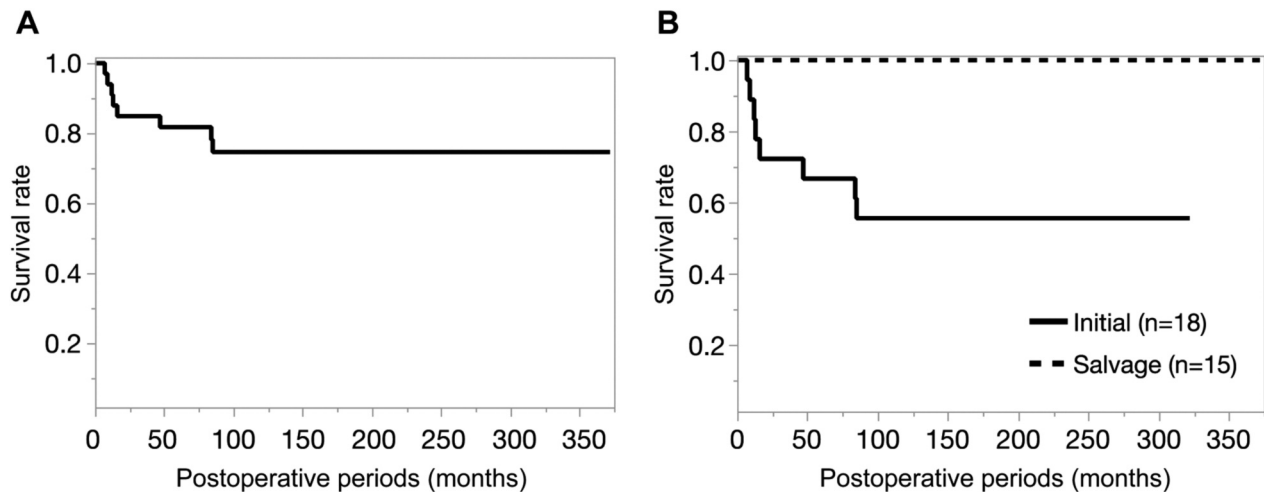 A
1.0
0.8
0.6
0.4
0.2
Survival rate
0 50 100 150 200 250 300 350
Postoperative periods (months)
B
1.0
0.8
0.6
0.4
0.2
Survival rate
Initial (n=18)
Salvage (n=15)
0 50 100 150 200 250 300 350
Postoperative periods (months)